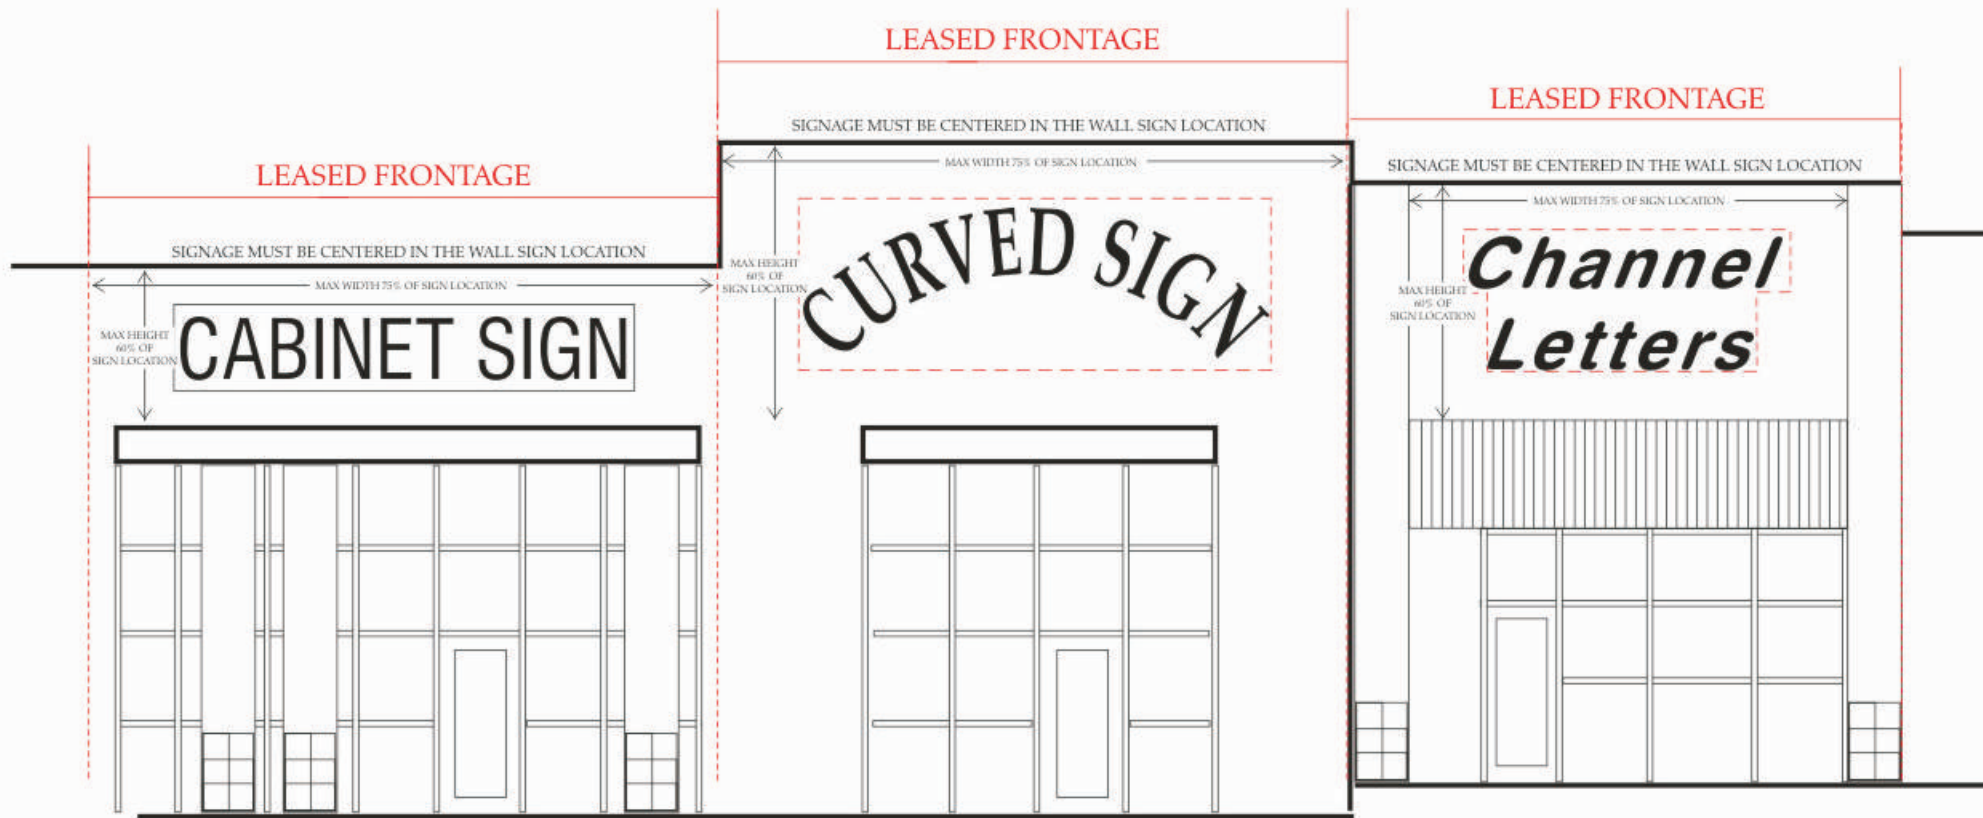 LEASED FRONTAGE
SIGNAGE MUST BE CENTERED IN THE WALL SIGN LOCATION
MAX WIDTH 75% OF SIGN LOCATION
MAX HEIGHT
60% OF
SIGN LOCATION
CABINET SIGN
LEASED FRONTAGE
SIGNAGE MUST BE CENTERED IN THE WALL SIGN LOCATION
MAX WIDTH 75% OF SIGN LOCATION
MAX HEIGHT
60% OF
SIGN LOCATION
CURVED SIGN
LEASED FRONTAGE
SIGNAGE MUST BE CENTERED IN THE WALL SIGN LOCATION
MAX WIDTH 75% OF SIGN LOCATION
MAX HEIGHT
60% OF
SIGN LOCATION
Channel
Letters